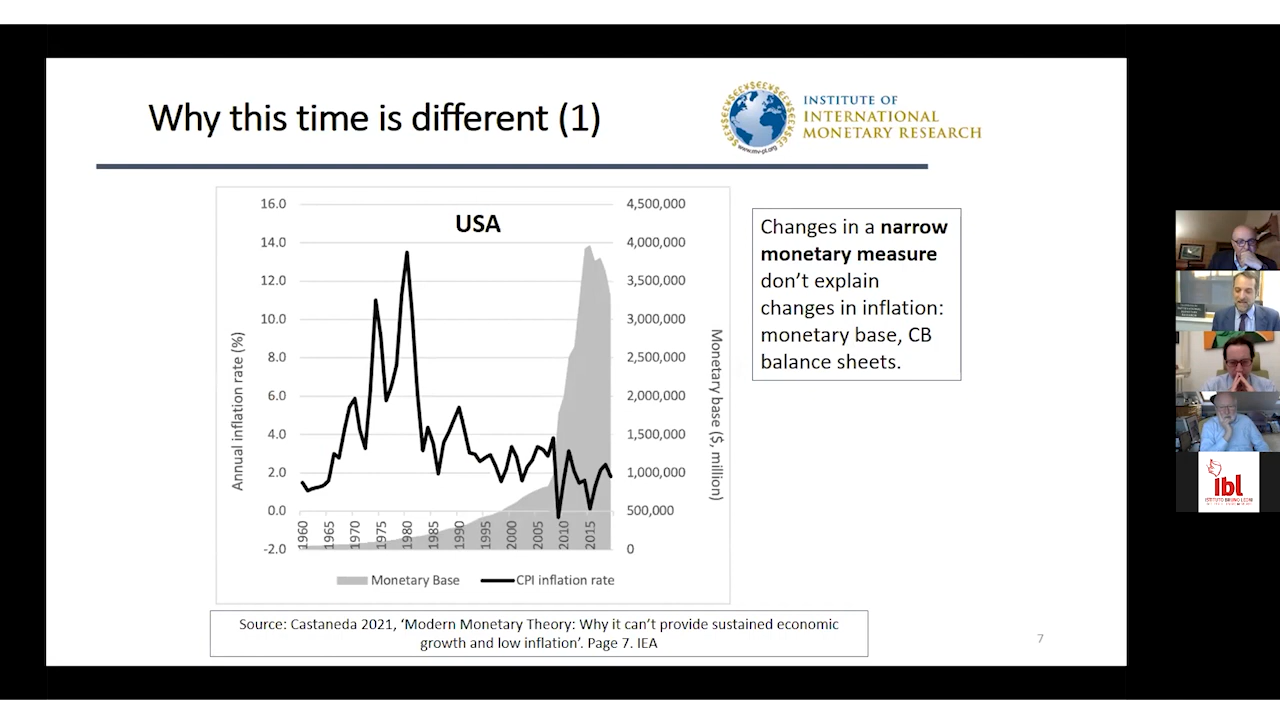 Why this time is different (1)
INSTITUTE OF
INTERNATIONAL
MONETARY RESEARCH
www.mv-pt.org
USA
16.0
14.0
12.0
10.0
8.0
6.0
4.0
2.0
0.0
-2.0
Annual inflation rate (%)
4,500,000
4,000,000
3,500,000
3,000,000
2,500,000
2,000,000
1,500,000
1,000,000
500,000
0
Monetary base ($, million)
1960 1965 1970 1975 1980 1985 1990 1995 2000 2005 2010 2015
Monetary Base CPI inflation rate
Changes in a narrow
monetary measure
don't explain
changes in inflation:
monetary base, CB
balance sheets.
Source: Castaneda 2021, 'Modern Monetary Theory: Why it can't provide sustained economic
growth and low inflation'. Page 7. IEA
7
ibl
ISTITUTO BRUNO LEONI